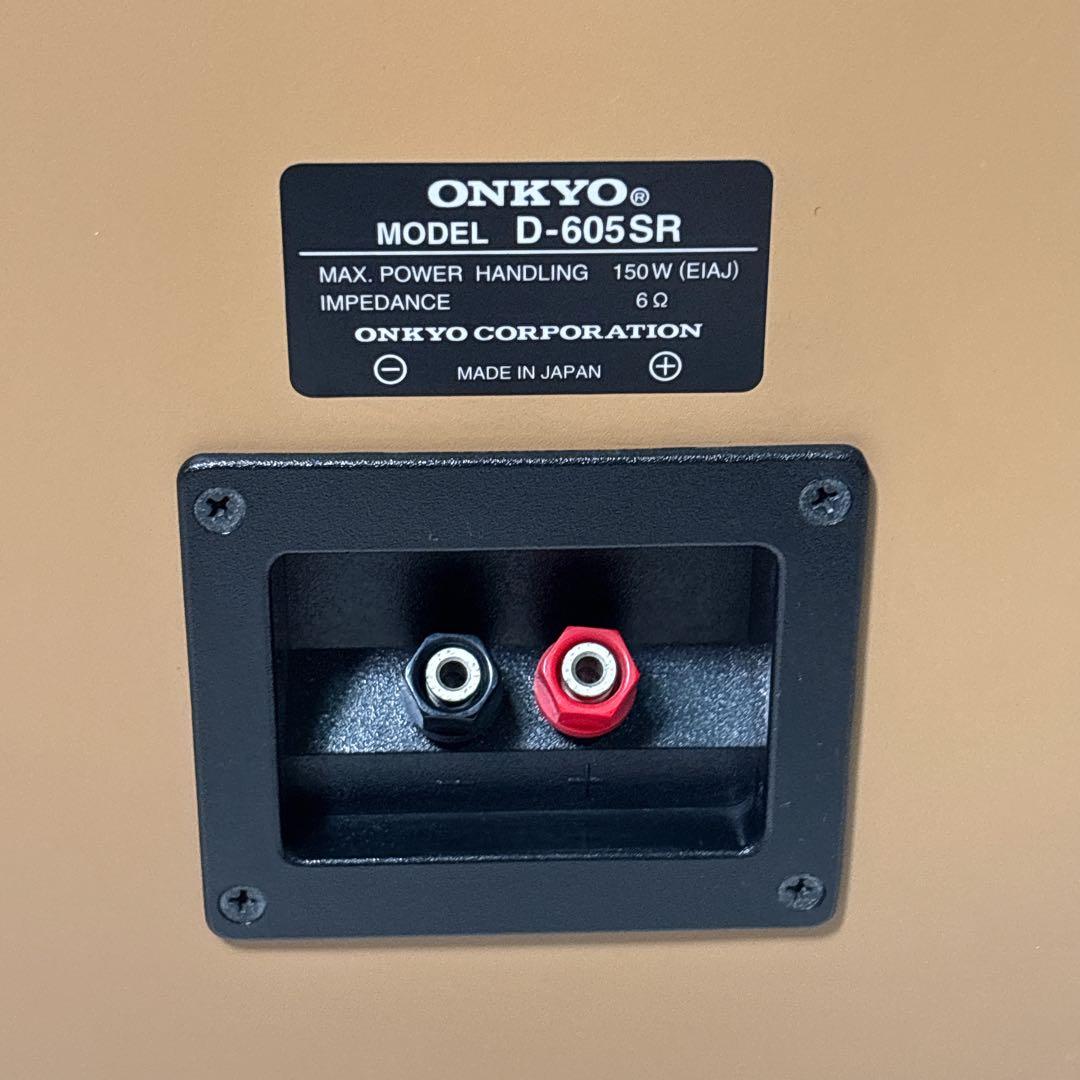 ONKYO®
MODEL D-605SR
MAX. POWER HANDLING 150W (EIAJ)
IMPEDANCE 6Ω
ONKYO CORPORATION
⊖ MADE IN JAPAN ⊕
− +